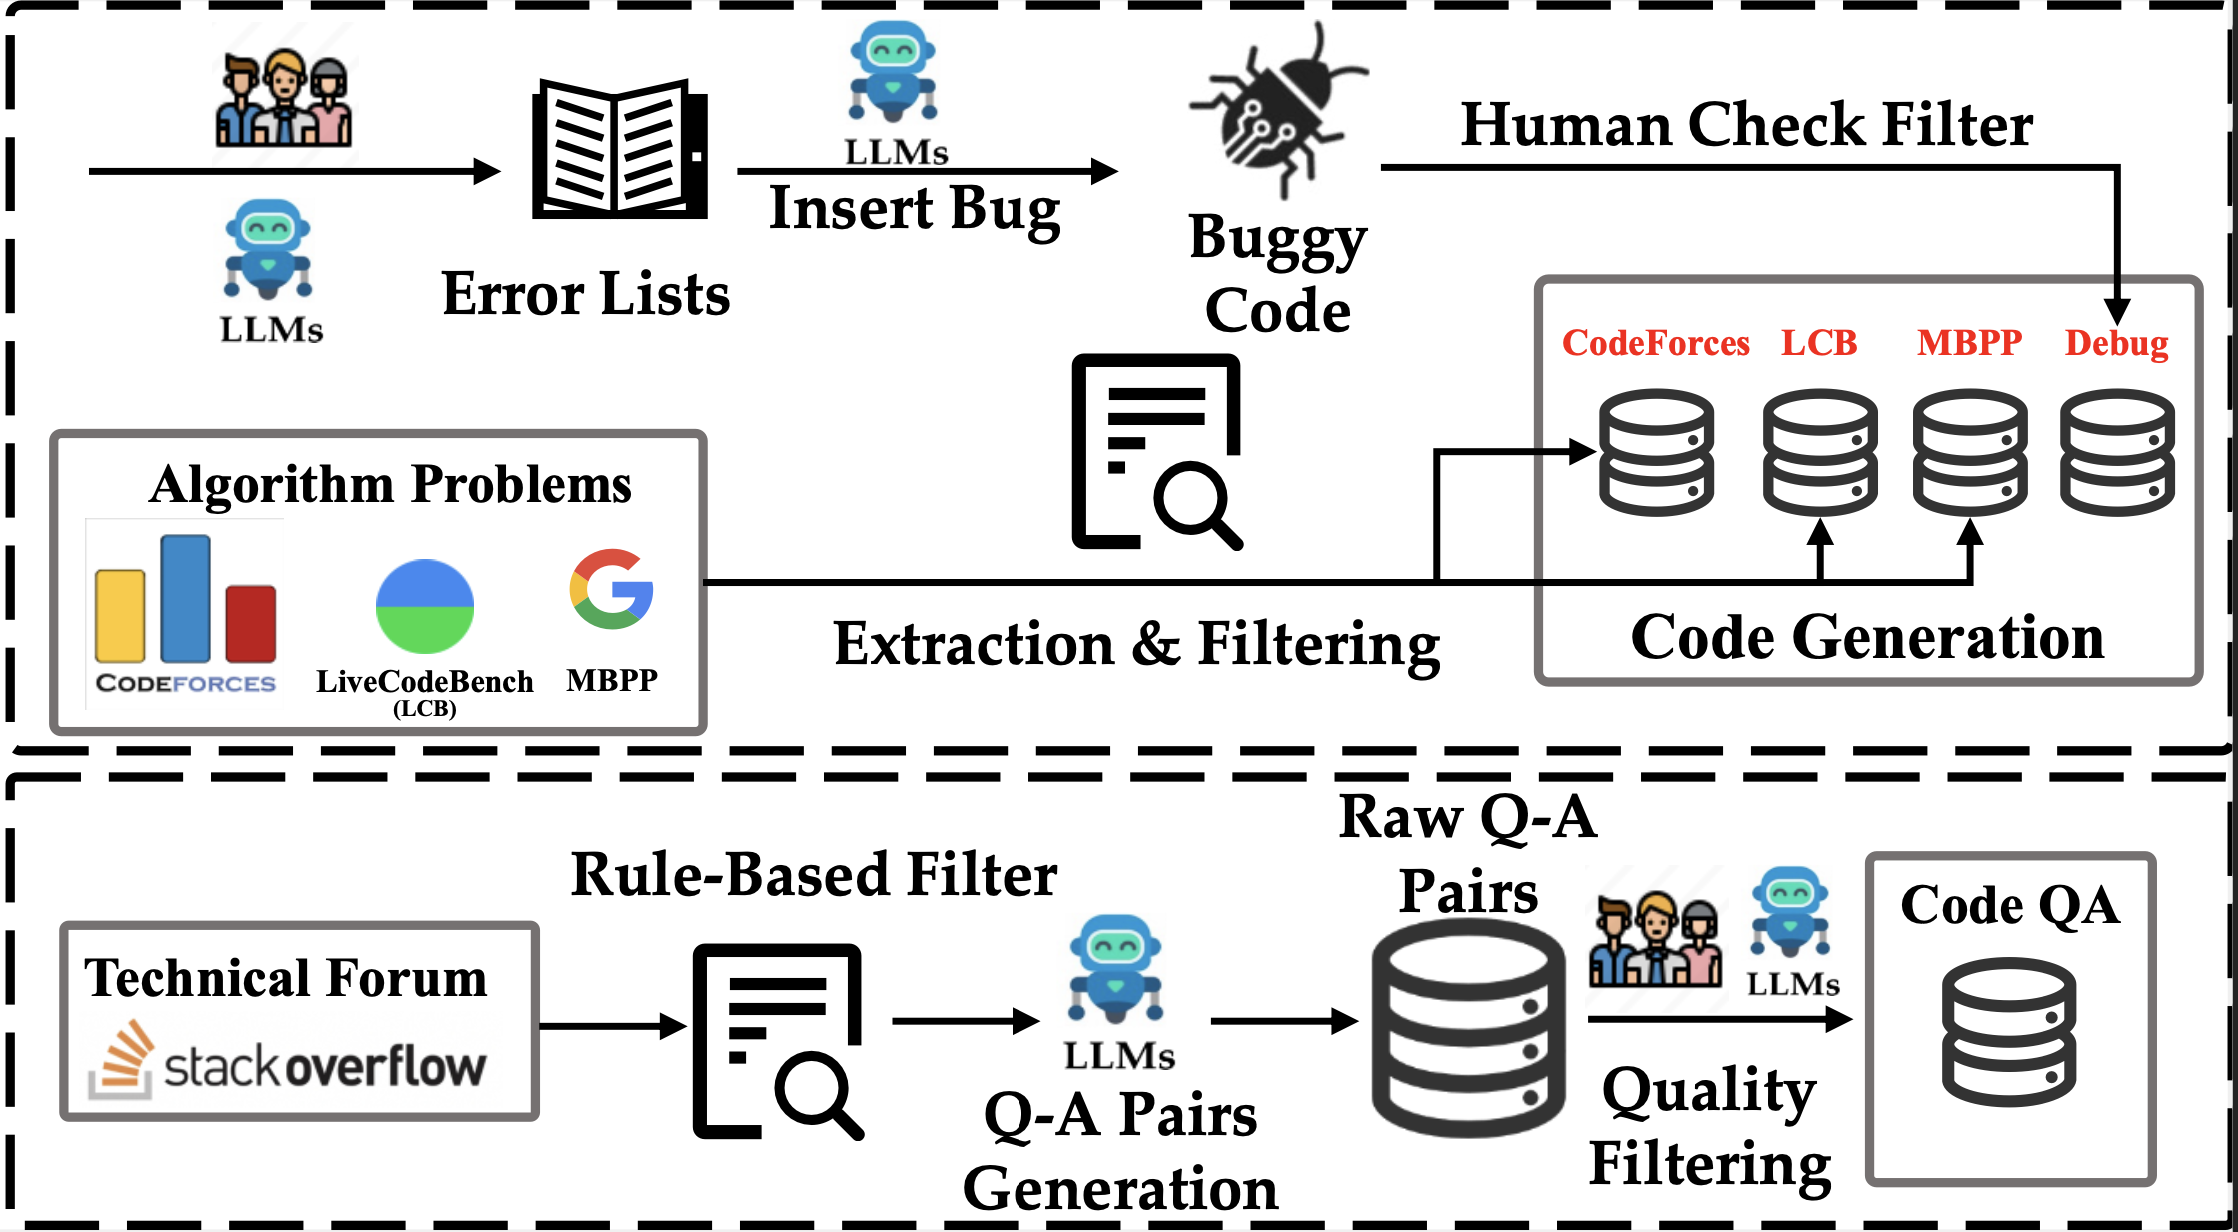 LLMs
Error Lists
LLMs
Insert Bug
Buggy
Code
Human Check Filter
CodeForces
LCB
MBPP
Debug
Algorithm Problems
CODEFORCES
LiveCodeBench
(LCB)
MBPP
Extraction & Filtering
Code Generation
Technical Forum
stackoverflow
Rule-Based Filter
LLMs
Q-A Pairs
Generation
Raw Q-A
Pairs
LLMs
Quality
Filtering
Code QA